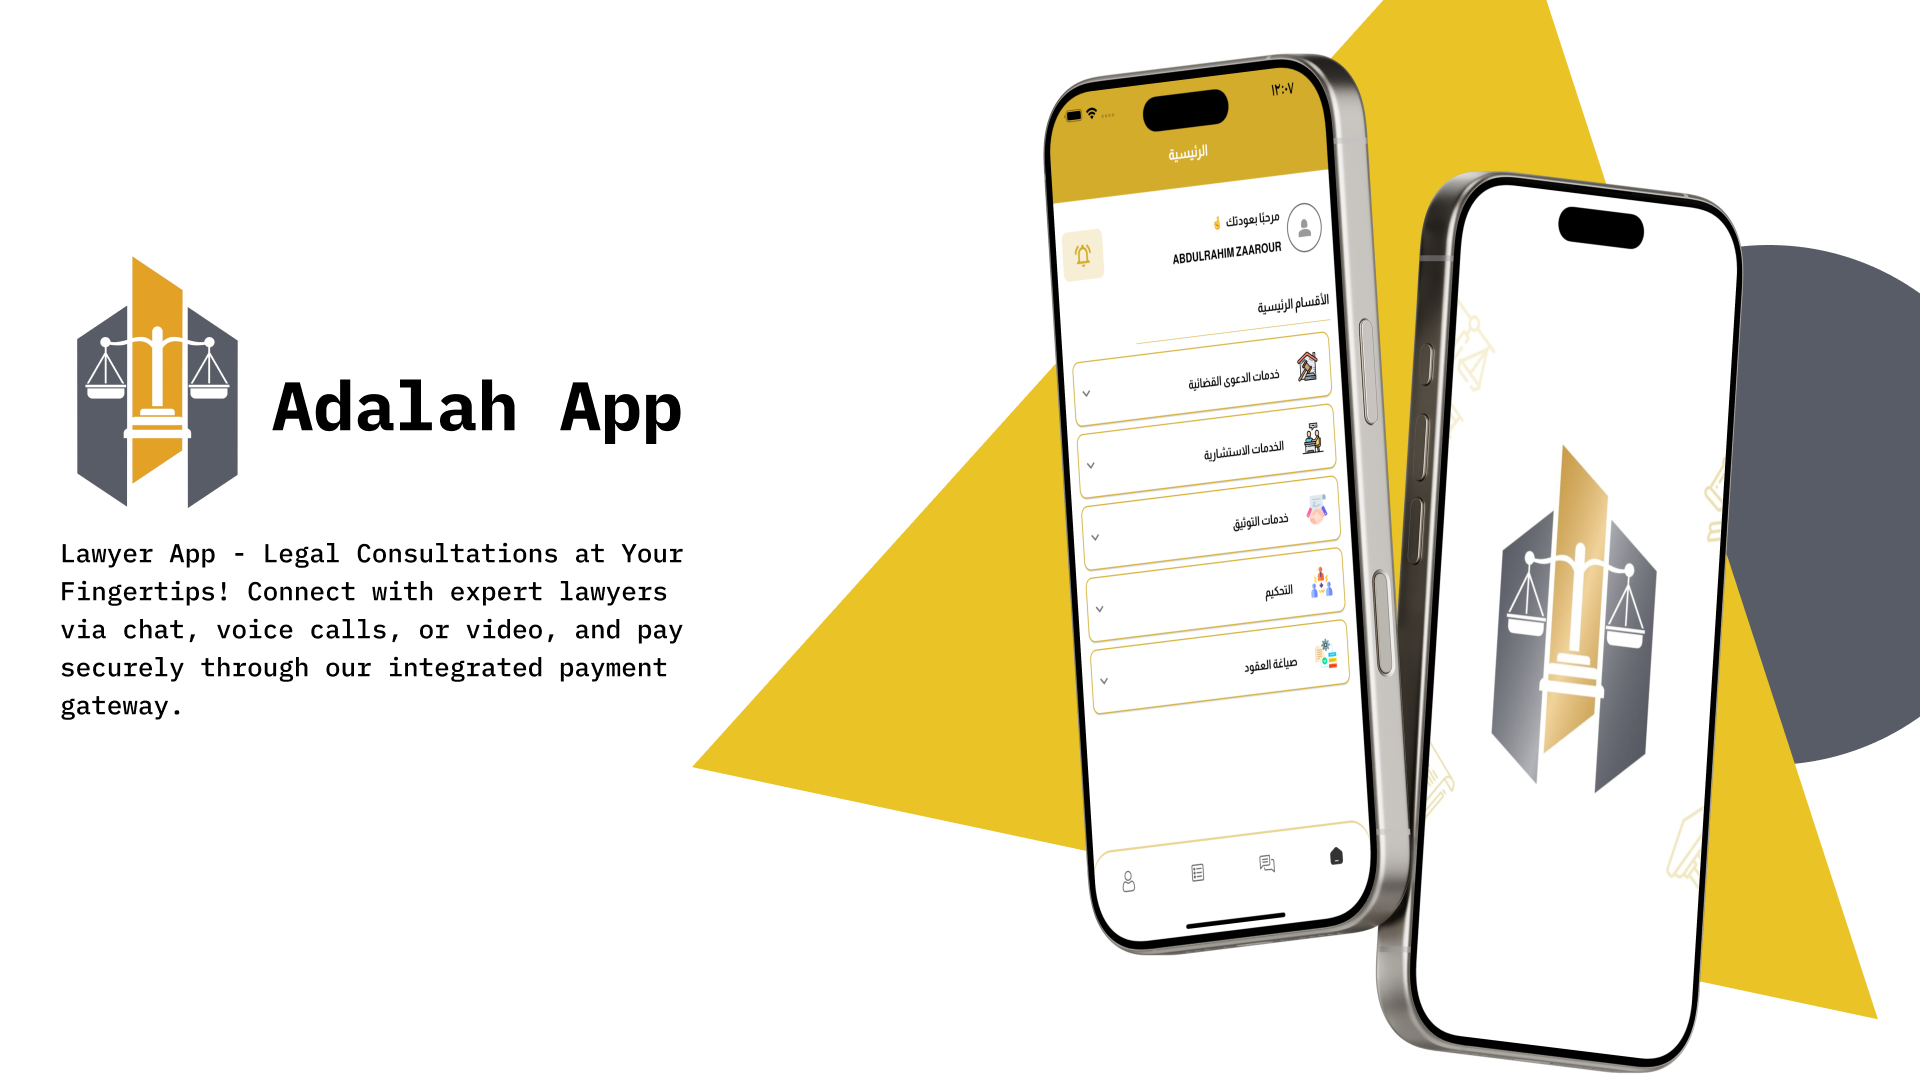 Adalah App
Lawyer App - Legal Consultations at Your
Fingertips! Connect with expert lawyers
via chat, voice calls, or video, and pay
securely through our integrated payment
gateway.
١٢:٠٧
الرئيسية
مرحبًا بعودتك ☝
ABDULRAHIM ZAAROUR
الأقسام الرئيسية
خدمات الدعوى القضائية
الخدمات الاستشارية
خدمات التوثيق
التحكيم
صياغة العقود